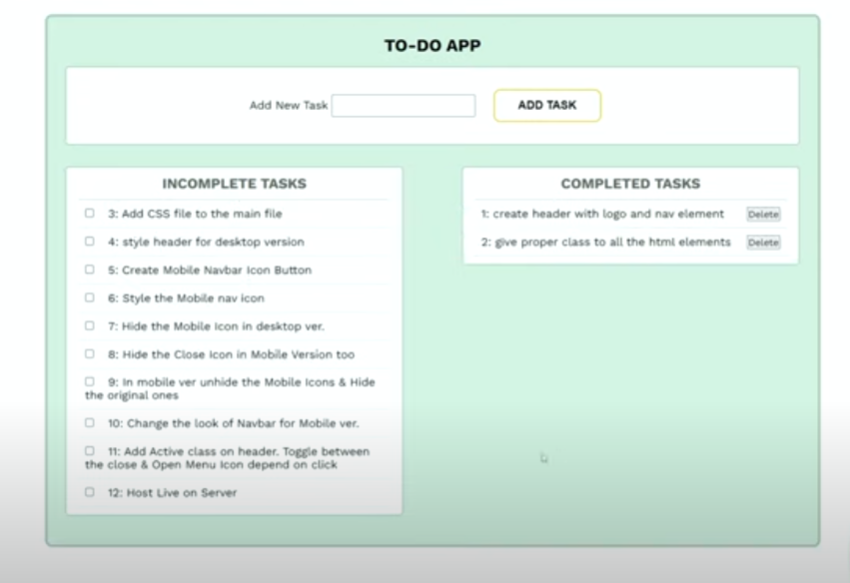 TO-DO APP
Add New Task
ADD TASK
INCOMPLETE TASKS
3: Add CSS file to the main file
4: style header for desktop version
5: Create Mobile Navbar Icon Button
6: Style the Mobile nav icon
7: Hide the Mobile Icon in desktop ver.
8: Hide the Close Icon in Mobile Version too
9: In mobile ver unhide the Mobile Icons & Hide
the original ones
10: Change the look of Navbar for Mobile ver.
11: Add Active class on header. Toggle between
the close & Open Menu Icon depend on click
12: Host Live on Server
COMPLETED TASKS
1: create header with logo and nav element
Delete
2: give proper class to all the html elements
Delete